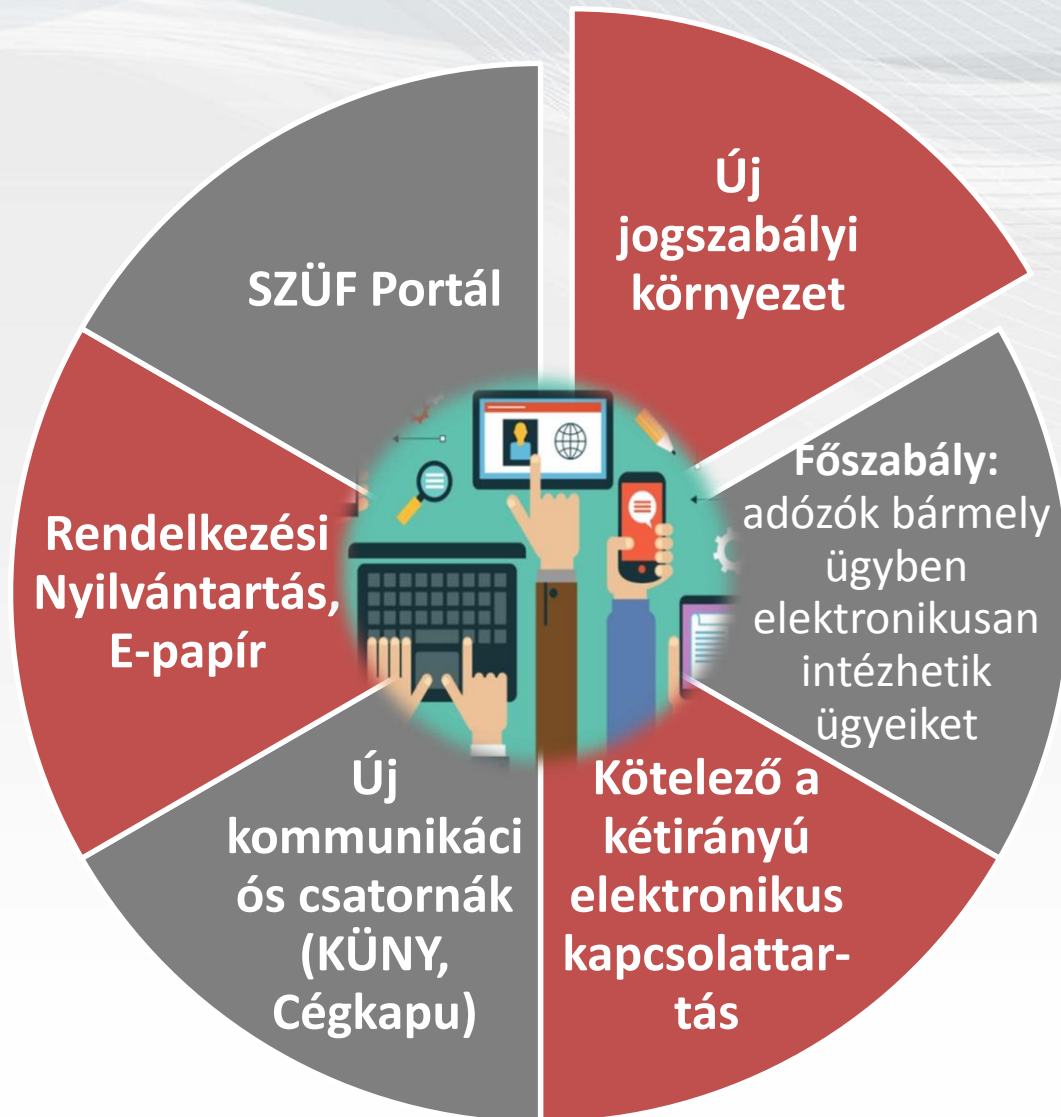 Új
jogszabályi
környezet
Főszabály:
adózók bármely
ügyben
elektronikusan
intézhetik
ügyeiket
Kötelező a
kétirányú
elektronikus
kapcsolattar-
tás
Új
kommunikáci
ós csatornák
(KÜNY,
Cégkapu)
Rendelkezési
Nyilvántartás,
E-papír
SZÜF Portál